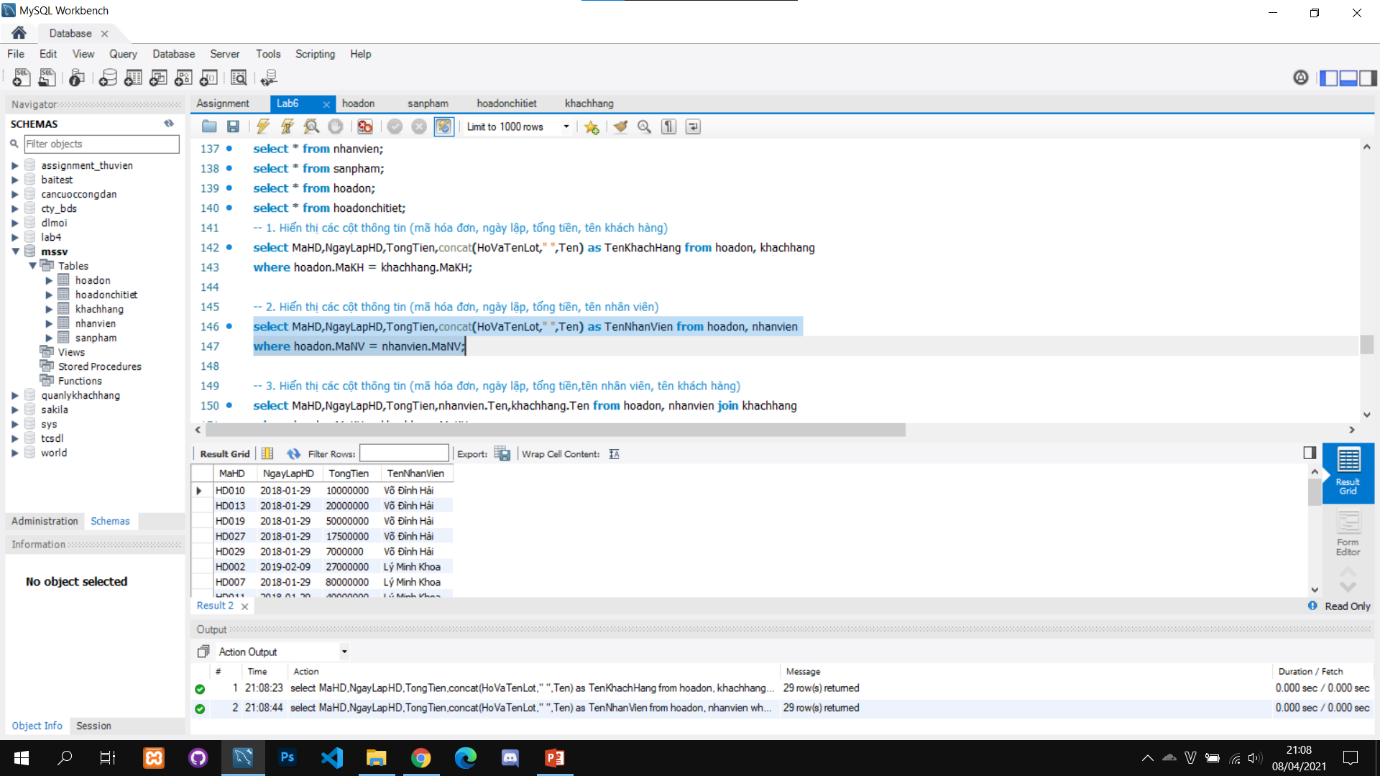 MySQL Workbench
Database
File Edit View Query Database Server Tools Scripting Help
Navigator
SCHEMAS
Filter objects
assignment_thuvien
baitest
cancuoccongdan
cty_bds
dlmoi
lab4
mssv
Tables
hoadon
hoadonchitiet
khachhang
nhanvien
sanpham
Views
Stored Procedures
Functions
quanlykhachhang
sakila
sys
tcsdl
world
Administration Schemas
Information
No object selected
Object Info Session
Assignment Lab6 hoadon sanpham hoadonchitiet khachhang
Limit to 1000 rows
137 select * from nhanvien;
138 select * from sanpham;
139 select * from hoadon;
140 select * from hoadonchitiet;
141 -- 1. Hiển thị các cột thông tin (mã hóa đơn, ngày lập, tổng tiền, tên khách hàng)
142 select MaHD,NgayLapHD,TongTien,concat(HoVaTenLot," ",Ten) as TenKhachHang from hoadon, khachhang
143 where hoadon.MaKH = khachhang.MaKH;
144
145 -- 2. Hiển thị các cột thông tin (mã hóa đơn, ngày lập, tổng tiền, tên nhân viên)
146 select MaHD,NgayLapHD,TongTien,concat(HoVaTenLot," ",Ten) as TenNhanVien from hoadon, nhanvien
147 where hoadon.MaNV = nhanvien.MaNV;
148
149 -- 3. Hiển thị các cột thông tin (mã hóa đơn, ngày lập, tổng tiền,tên nhân viên, tên khách hàng)
150 select MaHD,NgayLapHD,TongTien,nhanvien.Ten,khachhang.Ten from hoadon, nhanvien join khachhang
Result Grid Filter Rows: Export: Wrap Cell Content:
MaHD NgayLapHD TongTien TenNhanVien
HD010 2018-01-29 10000000 Võ Đình Hải
HD013 2018-01-29 20000000 Võ Đình Hải
HD019 2018-01-29 50000000 Võ Đình Hải
HD027 2018-01-29 17500000 Võ Đình Hải
HD029 2018-01-29 7000000 Võ Đình Hải
HD002 2019-02-09 27000000 Lý Minh Khoa
HD007 2018-01-29 80000000 Lý Minh Khoa
HD011 2018-01-29 40000000 Lý Minh Khoa
Result Grid
Form Editor
Result 2
Read Only
Output
Action Output
# Time Action Message Duration / Fetch
1 21:08:23 select MaHD,NgayLapHD,TongTien,concat(HoVaTenLot," ",Ten) as TenKhachHang from hoadon, khachhang... 29 row(s) returned 0.000 sec / 0.000 sec
2 21:08:44 select MaHD,NgayLapHD,TongTien,concat(HoVaTenLot," ",Ten) as TenNhanVien from hoadon, nhanvien wh... 29 row(s) returned 0.000 sec / 0.000 sec
Ps
21:08
08/04/2021